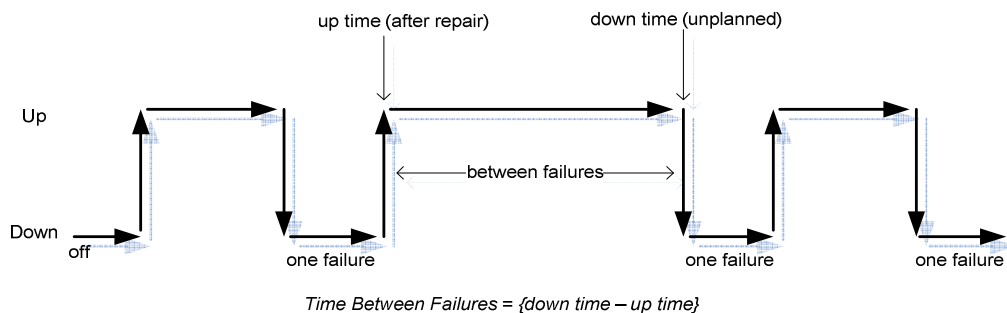 up time (after repair)
down time (unplanned)
Up
between failures
Down
off
one failure
one failure
one failure
Time Between Failures = {down time – up time}